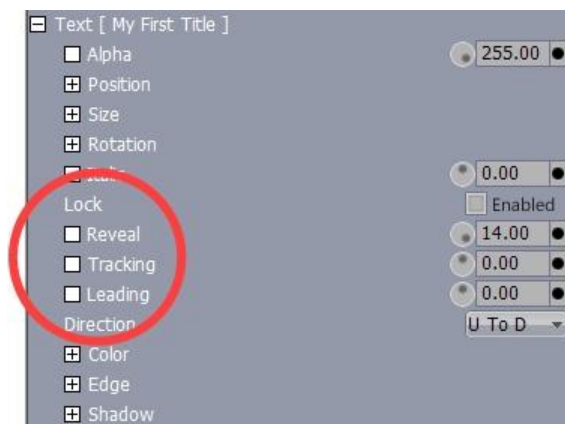 Text [ My First Title ]
Alpha 255.00
Position
Size
Rotation
Italic 0.00
Lock Enabled
Reveal 14.00
Tracking 0.00
Leading 0.00
Direction U To D
Color
Edge
Shadow